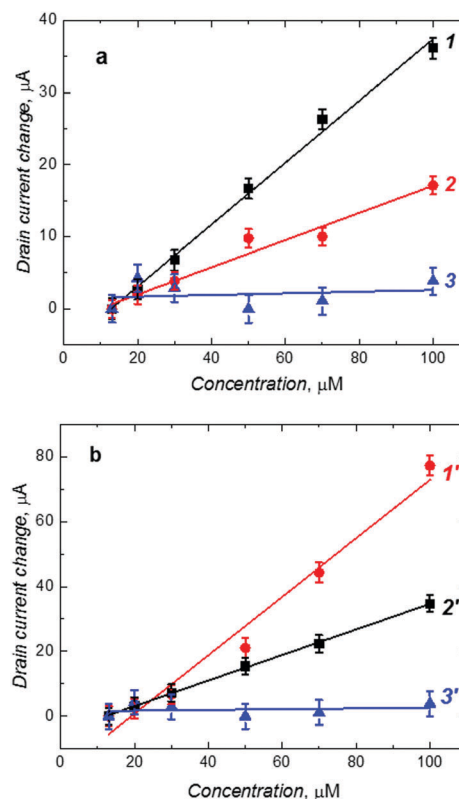 a
Drain current change, μA
40
30
20
10
0
1
2
3
0 20 40 60 80 100
Concentration, μM
b
Drain current change, μA
80
60
40
20
0
1'
2'
3'
0 20 40 60 80 100
Concentration, μM